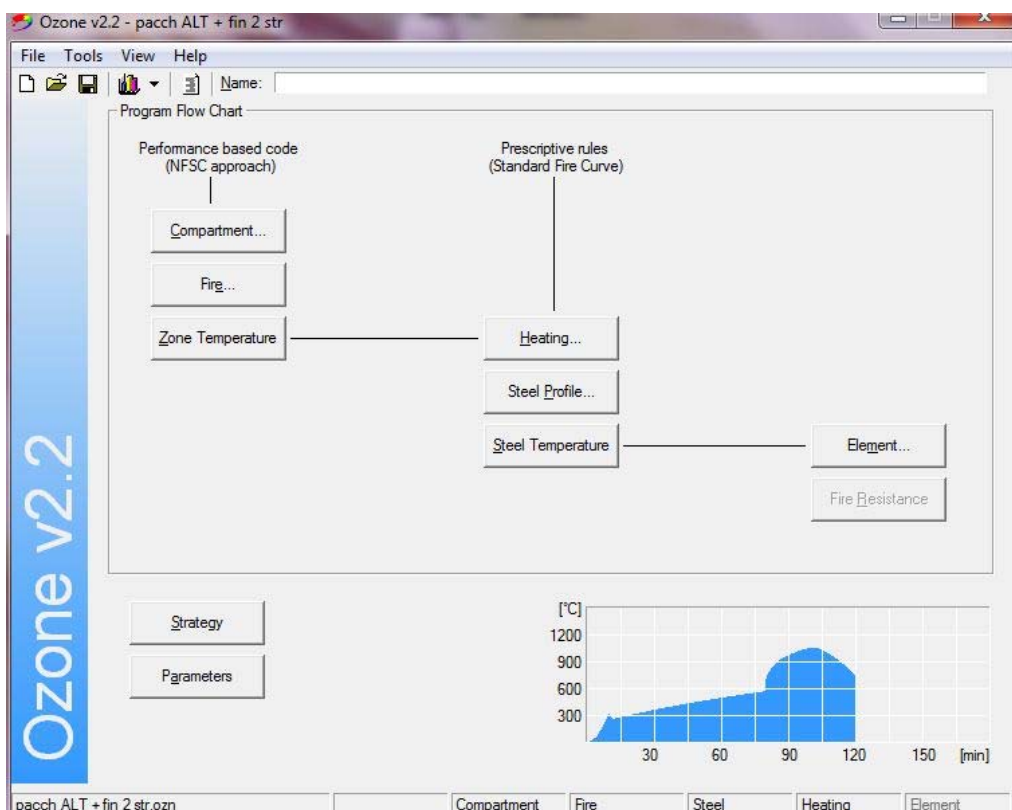 Ozone v2.2 - pacch ALT + fin 2 str
File Tools View Help
Name:
Program Flow Chart
Performance based code
(NFSC approach)
Prescriptive rules
(Standard Fire Curve)
Compartment...
Fire...
Zone Temperature
Heating...
Steel Profile...
Steel Temperature
Element...
Fire Resistance
Ozone v2.2
Strategy
Parameters
[°C]
1200
900
600
300
30 60 90 120 150 [min]
pacch ALT + fin 2 str.ozn Compartment Fire Steel Heating Element